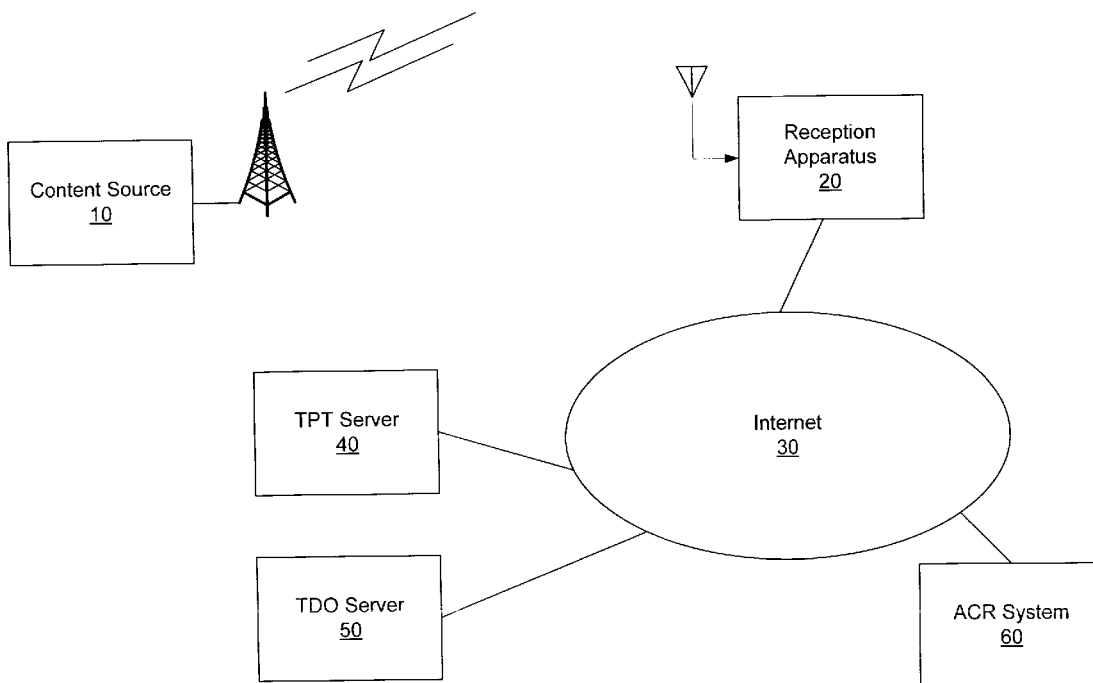 Content Source
10
Reception
Apparatus
20
Internet
30
TPT Server
40
TDO Server
50
ACR System
60